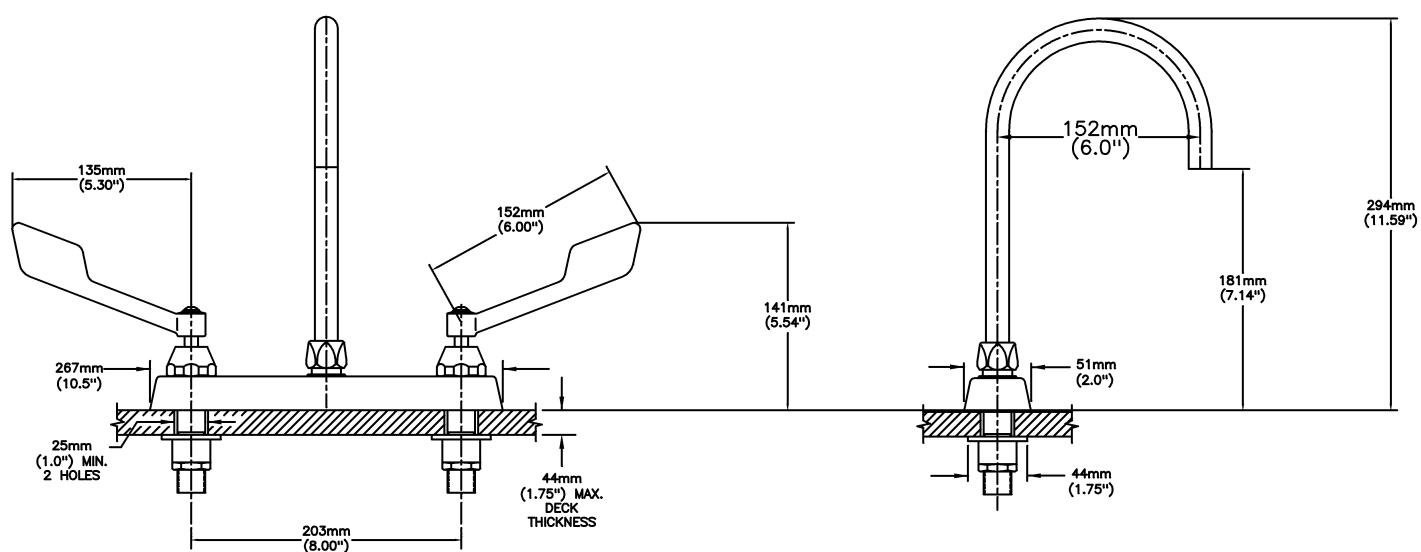 135mm
(5.30")
152mm
(6.00")
267mm
(10.5")
25mm
(1.0") MIN.
2 HOLES
203mm
(8.00")
44mm
(1.75") MAX.
DECK
THICKNESS
141mm
(5.54")
152mm
(6.0")
294mm
(11.59")
181mm
(7.14")
51mm
(2.0")
44mm
(1.75")